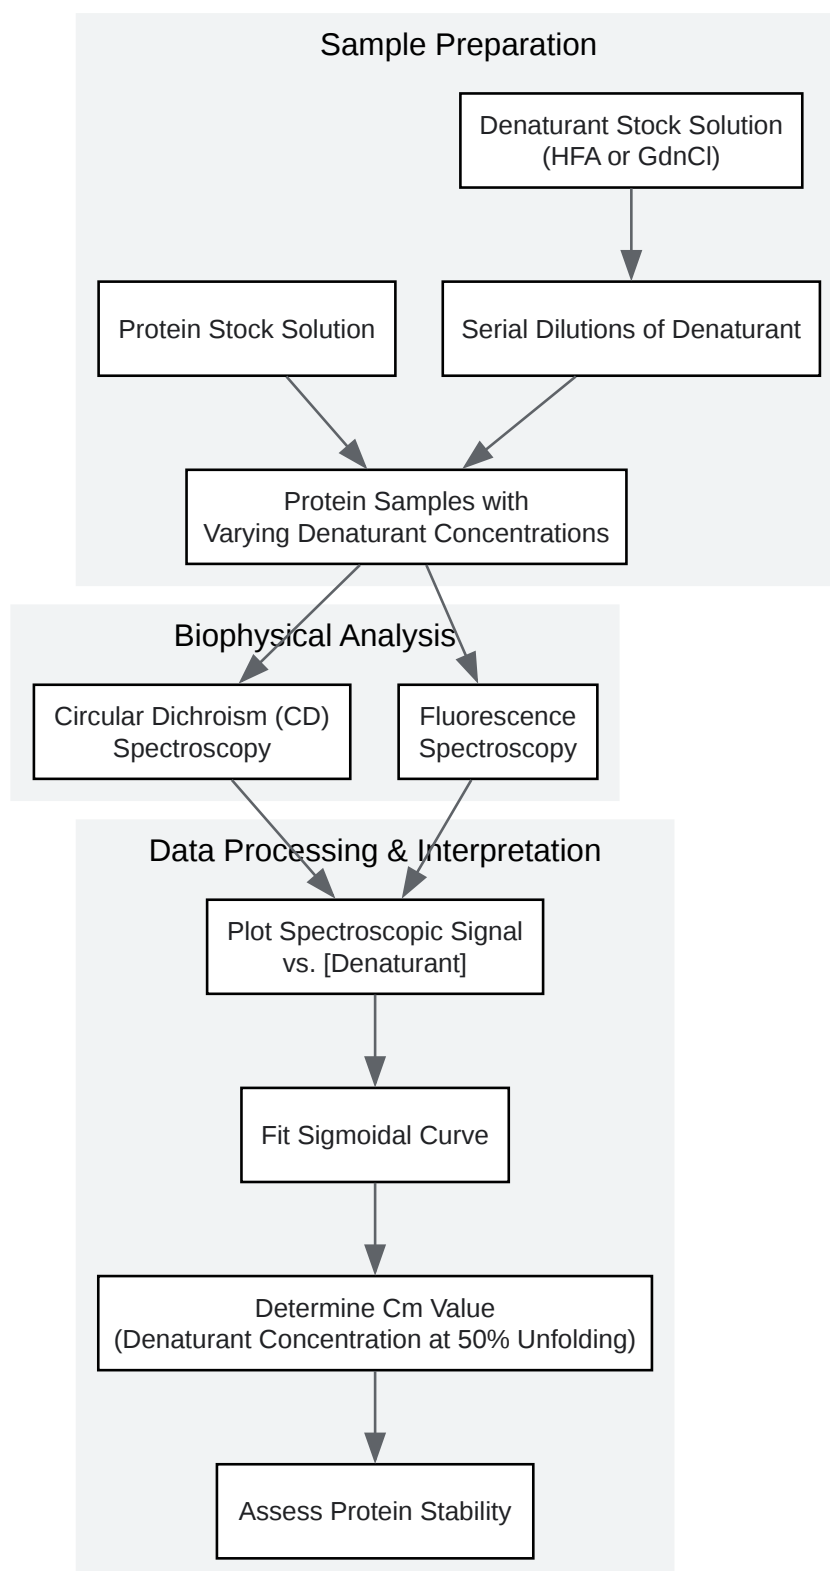 Sample Preparation
Denaturant Stock Solution
(HFA or GdnCl)
Protein Stock Solution
Serial Dilutions of Denaturant
Protein Samples with
Varying Denaturant Concentrations
Biophysical Analysis
Circular Dichroism (CD)
Spectroscopy
Fluorescence
Spectroscopy
Data Processing & Interpretation
Plot Spectroscopic Signal
vs. [Denaturant]
Fit Sigmoidal Curve
Determine Cm Value
(Denaturant Concentration at 50% Unfolding)
Assess Protein Stability